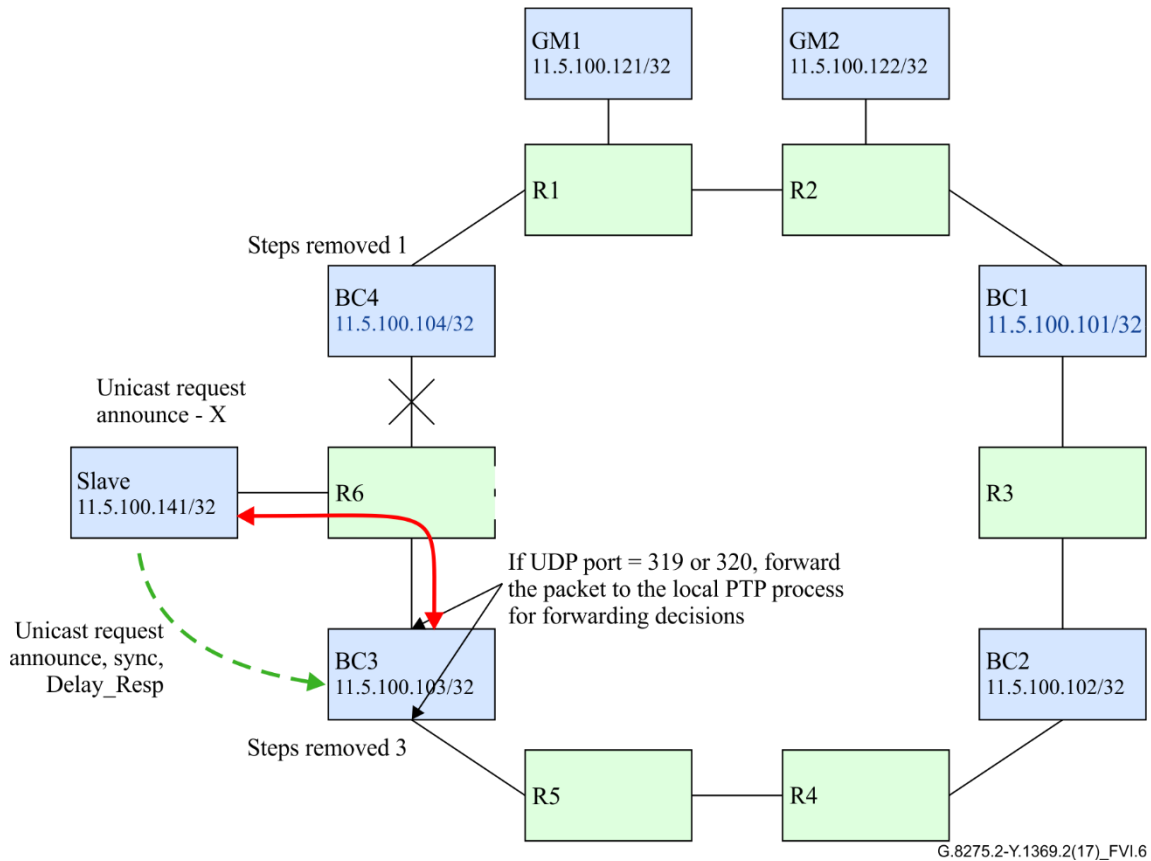 GM1
11.5.100.121/32
GM2
11.5.100.122/32
R1
R2
Steps removed 1
BC4
11.5.100.104/32
BC1
11.5.100.101/32
Unicast request
announce - X
Slave
11.5.100.141/32
R6
R3
If UDP port = 319 or 320, forward
the packet to the local PTP process
for forwarding decisions
Unicast request
announce, sync,
Delay_Resp
BC3
11.5.100.103/32
BC2
11.5.100.102/32
Steps removed 3
R5
R4
G.8275.2-Y.1369.2(17)_FVI.6